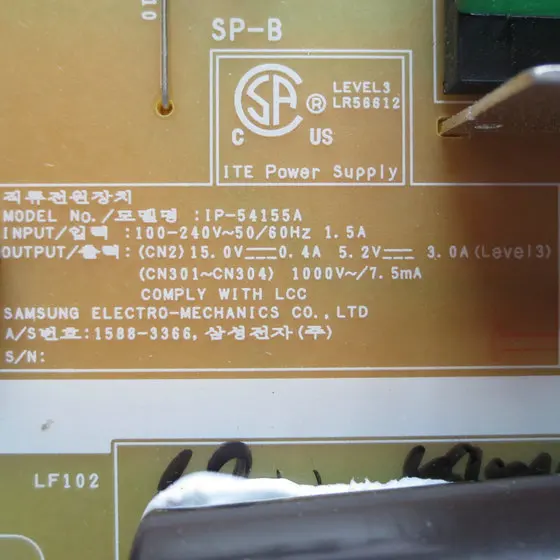 SP-B
CSA ®
LEVEL3
LR56612
C US
ITE Power Supply
직류전원장치
MODEL No./모델명 :IP-54155A
INPUT/입력 :100-240V~50/60Hz 1.5A
OUTPUT/출력 :(CN2)15.0V⎓0.4A 5.2V⎓ 3.0A(Level3)
(CN301~CN304) 1000V~/7.5mA
COMPLY WITH LCC
SAMSUNG ELECTRO-MECHANICS CO.,LTD
A/S번호:1588-3366,삼성전자(주)
S/N:
LF102